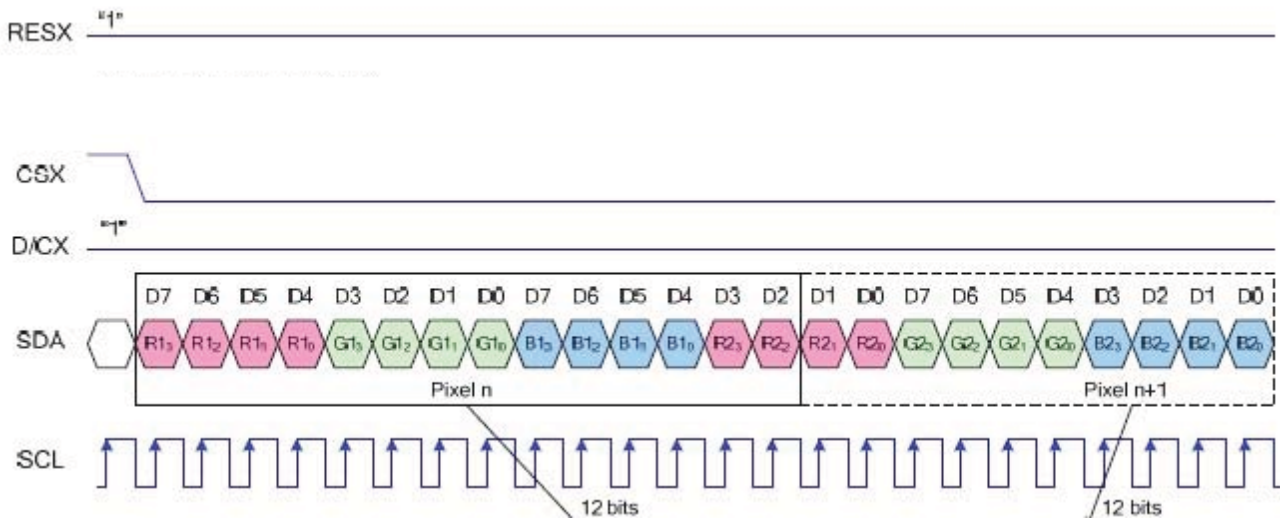 RESX "1"
CSX
D/CX "1"
D7 D6 D5 D4 D3 D2 D1 D0 D7 D6 D5 D4 D3 D2 D1 D0 D7 D6 D5 D4 D3 D2 D1 D0
SDA R1₃ R1₂ R1₁ R1₀ G1₃ G1₂ G1₁ G1₀ B1₃ B1₂ B1₁ B1₀ R2₃ R2₂ R2₁ R2₀ G2₃ G2₂ G2₁ G2₀ B2₃ B2₂ B2₁ B2₀
Pixel n Pixel n+1
SCL
12 bits 12 bits